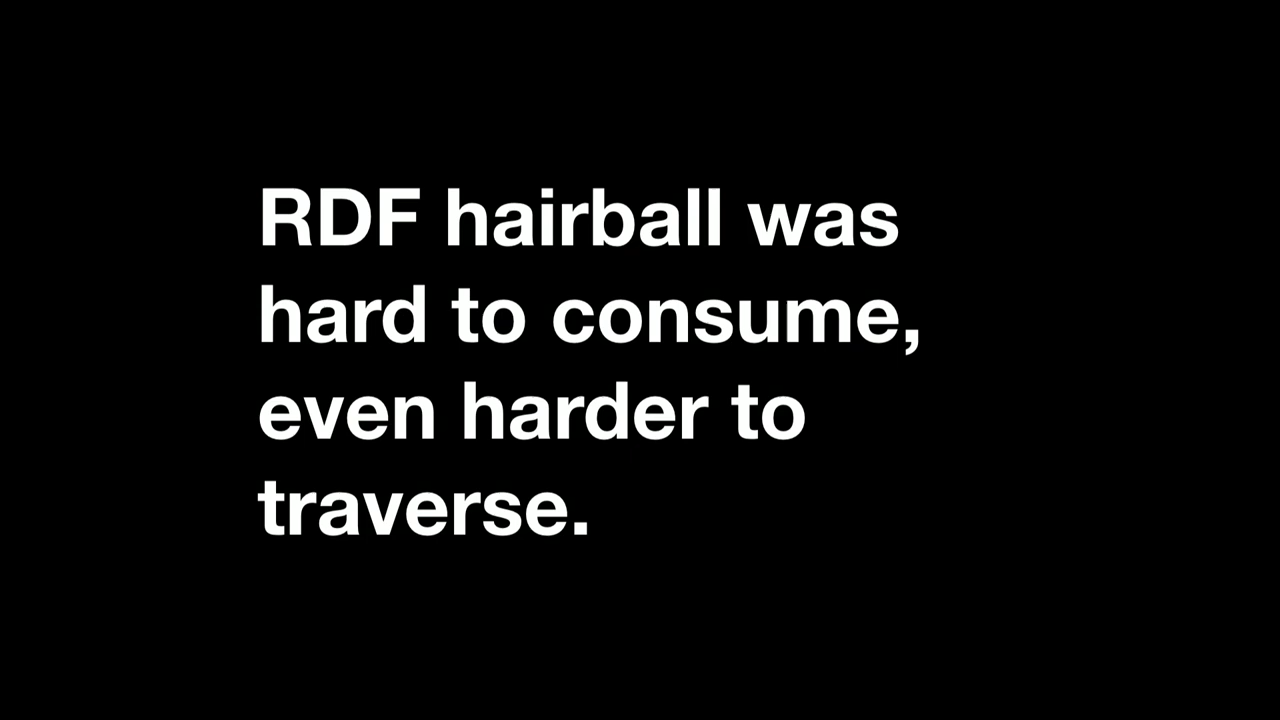 RDF hairball was
hard to consume,
even harder to
traverse.